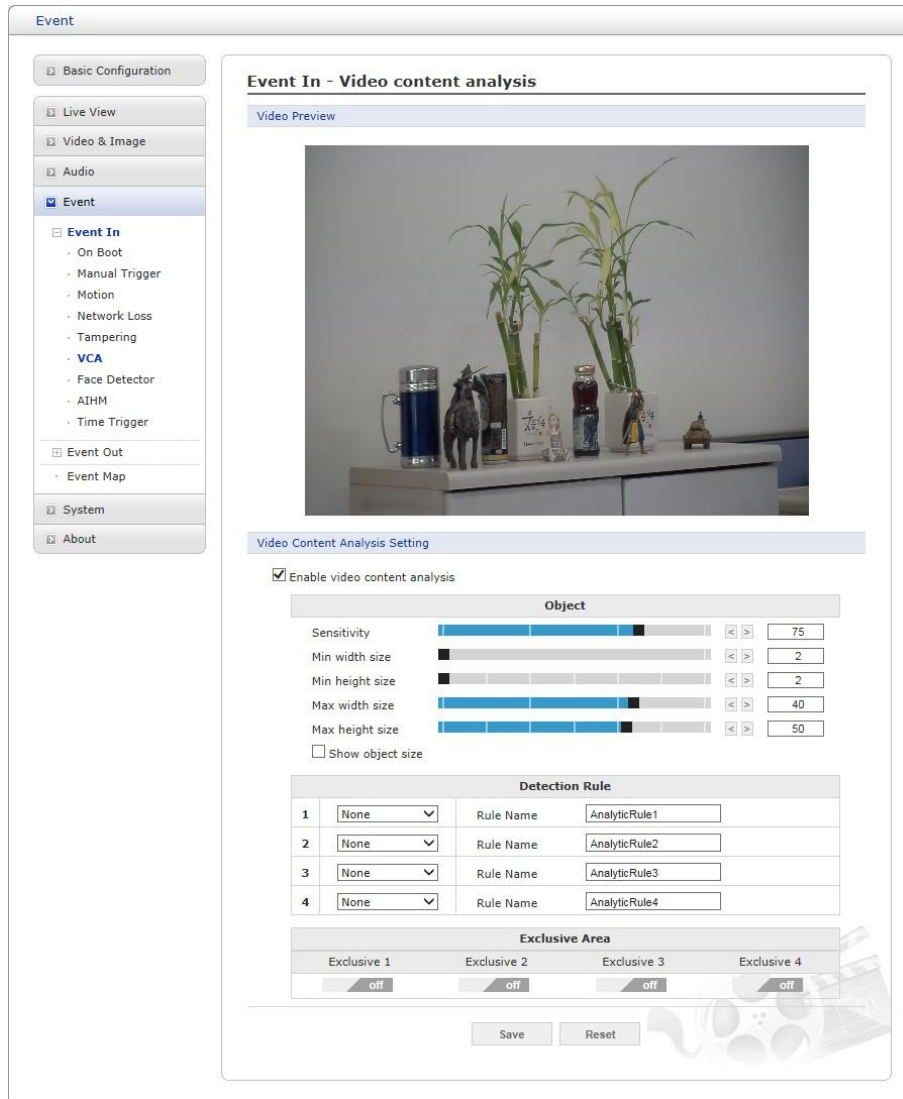 Event
Basic Configuration
Live View
Video & Image
Audio
Event
Event In
On Boot
Manual Trigger
Motion
Network Loss
Tampering
VCA
Face Detector
AIHM
Time Trigger
Event Out
Event Map
System
About
Event In - Video content analysis
Video Preview
Video Content Analysis Setting
Enable video content analysis
Object
Sensitivity < > 75
Min width size < > 2
Min height size < > 2
Max width size < > 40
Max height size < > 50
Show object size
Detection Rule
1 None Rule Name AnalyticRule1
2 None Rule Name AnalyticRule2
3 None Rule Name AnalyticRule3
4 None Rule Name AnalyticRule4
Exclusive Area
Exclusive 1 Exclusive 2 Exclusive 3 Exclusive 4
off off off off
Save Reset